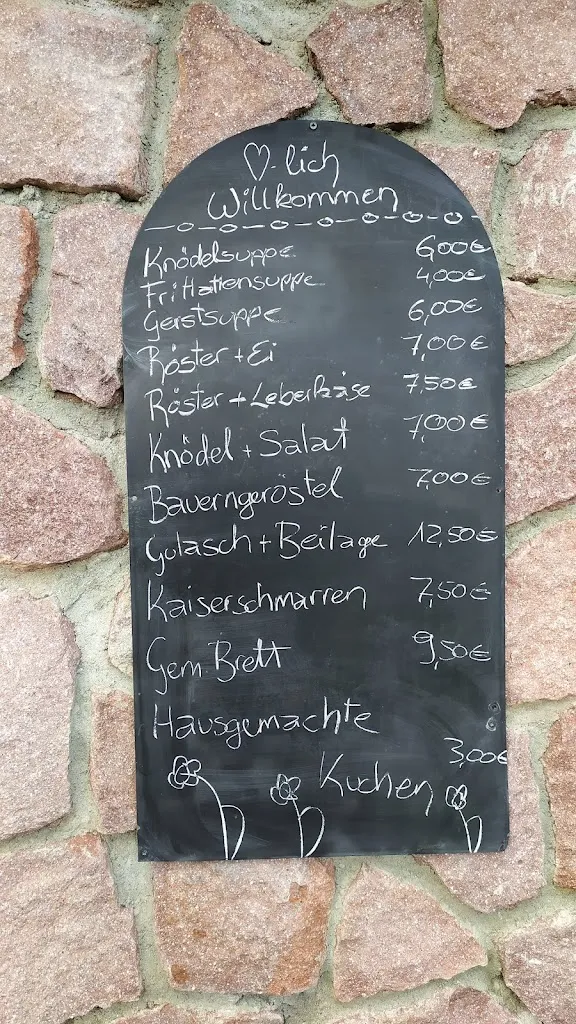 ♡-lich
Willkommen
Knödelsuppe 6,00€
Frittatensuppe 4,00€
Gerstsuppe 6,00€
Röster + Ei 7,00€
Röster + Leberkäse 7,50€
Knödel + Salat 7,00€
Bauerngeröstel 7,00€
Gulasch + Beilage 12,50€
Kaiserschmarren 7,50€
Gem. Brett 9,50€
Hausgemachte
Kuchen 3,00€